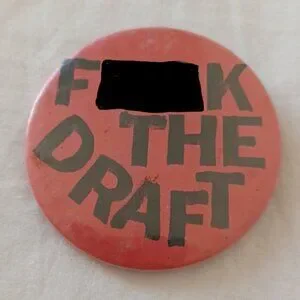 F K
THE
DRAFT